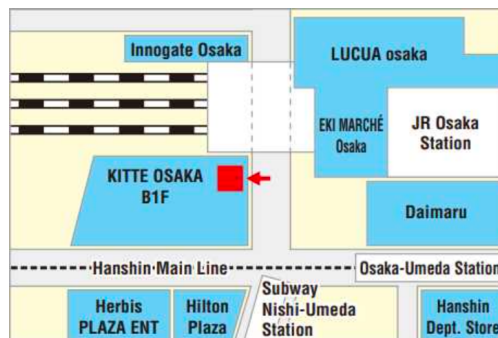 Innogate Osaka
LUCUA osaka
EKI MARCHÉ
Osaka
JR Osaka
Station
KITTE OSAKA
B1F
Daimaru
Hanshin Main Line
Osaka-Umeda Station
Subway
Nishi-Umeda
Station
Herbis
PLAZA ENT
Hilton
Plaza
Hanshin
Dept. Store